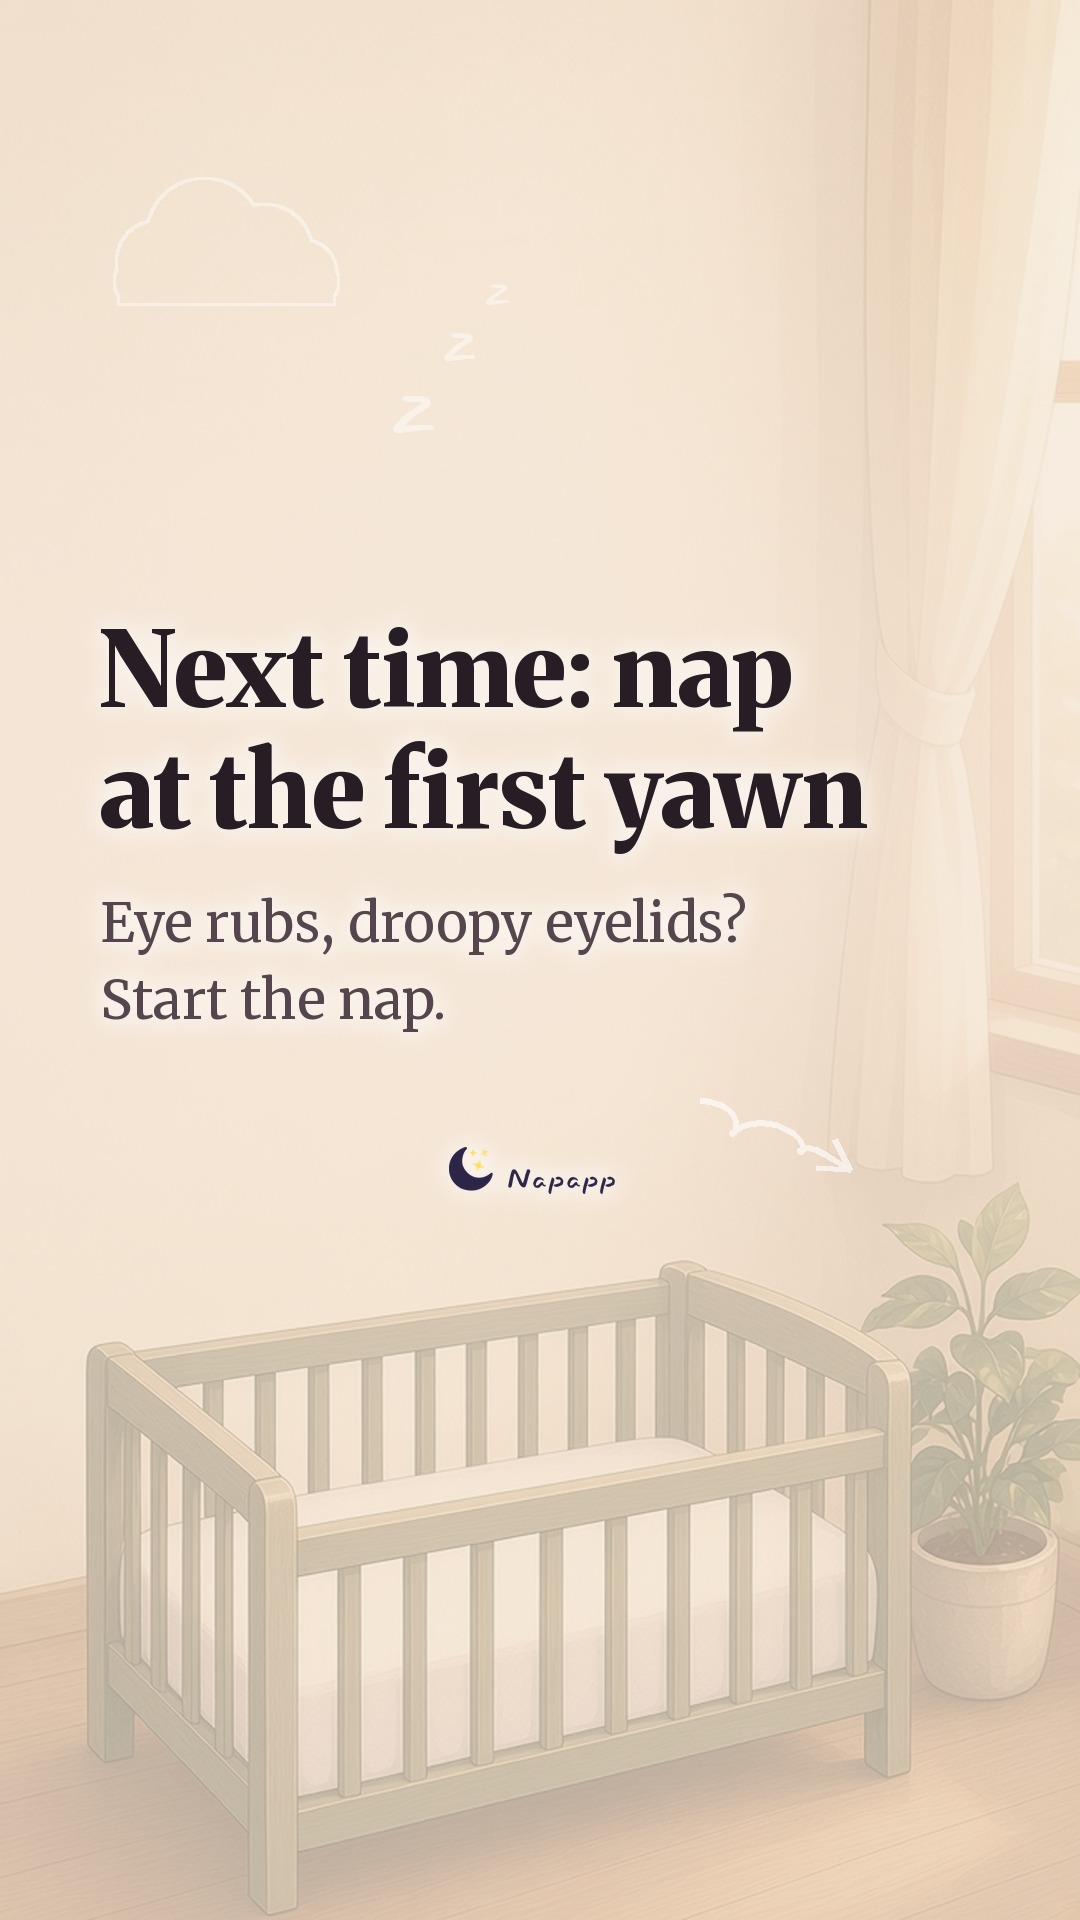 z
z
z
Next time: nap
at the first yawn
Eye rubs, droopy eyelids?
Start the nap.
Napapp